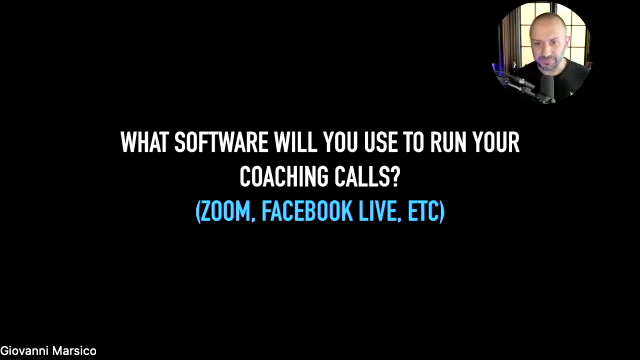 WHAT SOFTWARE WILL YOU USE TO RUN YOUR
COACHING CALLS?
(ZOOM, FACEBOOK LIVE, ETC)
Giovanni Marsico